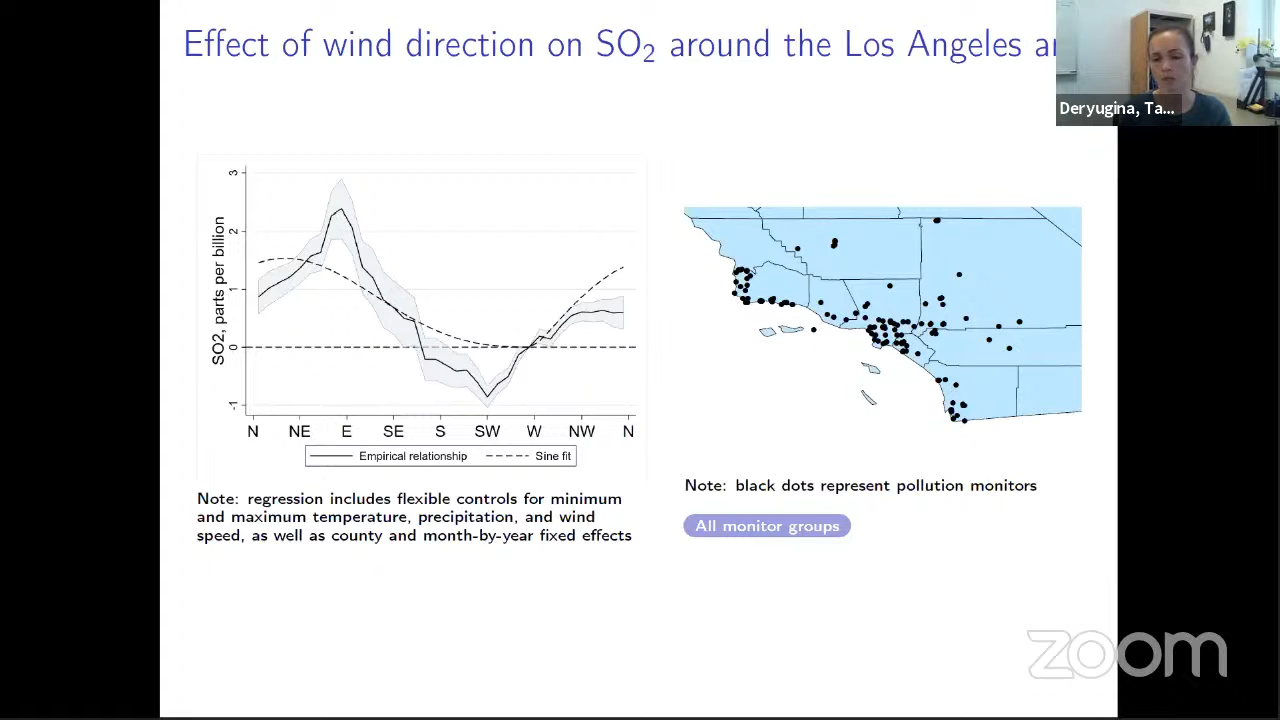 Effect of wind direction on SO₂ around the Los Angeles ar
Deryugina, Ta...
SO2, parts per billion
3
2
1
0
-1
N NE E SE S SW W NW N
Empirical relationship Sine fit
Note: regression includes flexible controls for minimum
and maximum temperature, precipitation, and wind
speed, as well as county and month-by-year fixed effects
Note: black dots represent pollution monitors
All monitor groups
zoom